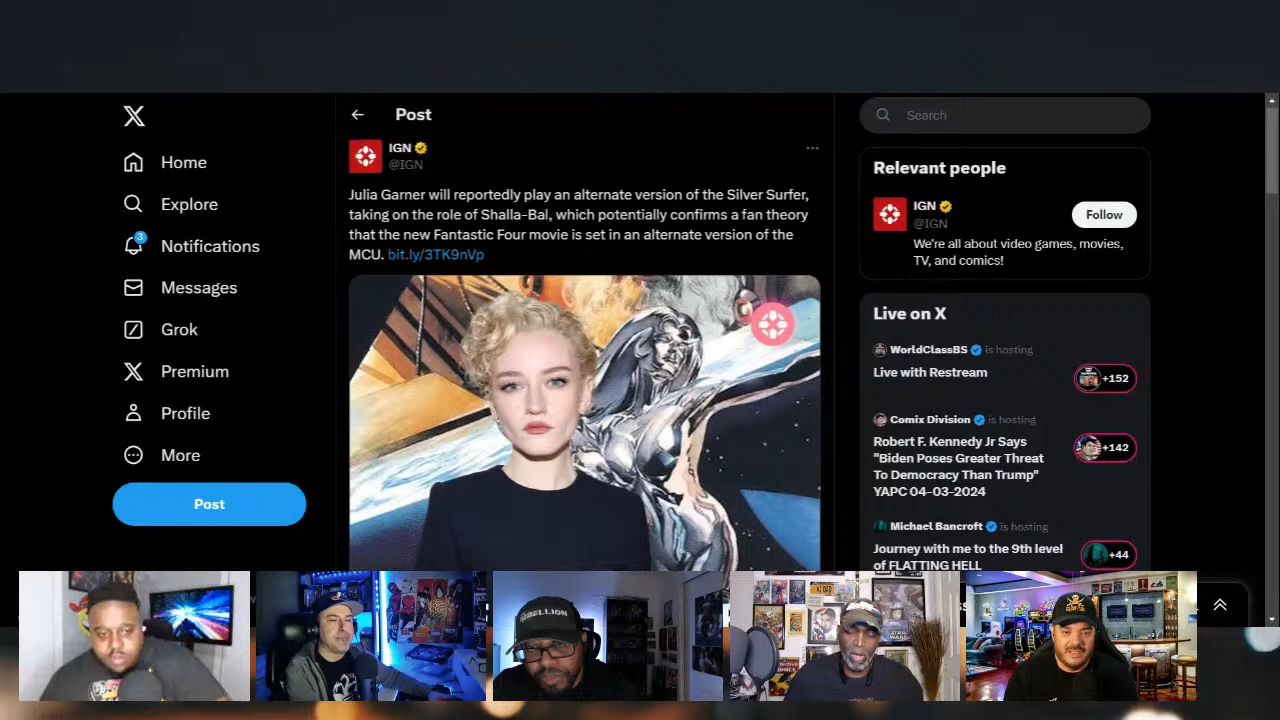 Home
Explore
3
Notifications
Messages
Grok
Premium
Profile
More
Post
Post
IGN
@IGN
Julia Garner will reportedly play an alternate version of the Silver Surfer,
taking on the role of Shalla-Bal, which potentially confirms a fan theory
that the new Fantastic Four movie is set in an alternate version of the
MCU. bit.ly/3TK9nVp
Search
Relevant people
IGN
@IGN
Follow
We're all about video games, movies,
TV, and comics!
Live on X
WorldClassBS is hosting
Live with Restream
+152
Comix Division is hosting
Robert F. Kennedy Jr Says
"Biden Poses Greater Threat
To Democracy Than Trump"
YAPC 04-03-2024
+142
Michael Bancroft is hosting
Journey with me to the 9th level
of FLATTING HELL
+44
REBELLION
STAR WARS